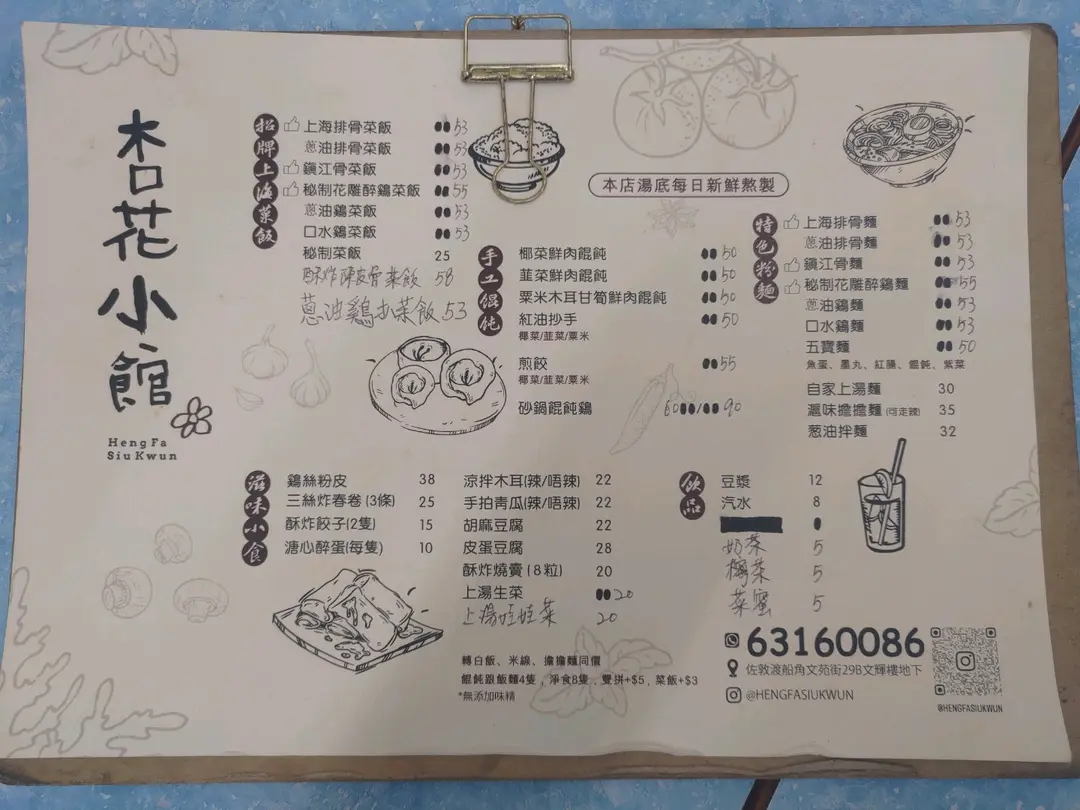 杏花小館
Heng Fa
Siu Kwun
招牌上海菜飯
上海排骨菜飯 53
蔥油排骨菜飯 53
鎭江骨菜飯 53
秘制花雕醉鷄菜飯 55
蔥油鷄菜飯 53
口水鷄菜飯 53
秘制菜飯 25
酥炸 菜飯 58
蔥油鷄扒菜飯 53
本店湯底每日新鮮熬製
手工餛飩
椰菜鮮肉餛飩 50
韮菜鮮肉餛飩 50
粟米木耳甘筍鮮肉餛飩 50
紅油抄手 50
椰菜/韮菜/粟米
煎餃 55
椰菜/韮菜/粟米
砂鍋餛飩鷄 60 / 90
特色粉麵
上海排骨麵 53
蔥油排骨麵 53
鎭江骨麵 53
秘制花雕醉鷄麵 55
蔥油鷄麵 53
口水鷄麵 53
五寶麵 50
魚蛋、墨丸、紅腸、餛飩、紫菜
自家上湯麵 30
滬味擔擔麵 (可走辣) 35
葱油拌麵 32
滋味小食
鷄絲粉皮 38
三絲炸春卷 (3條) 25
酥炸餃子(2隻) 15
溏心醉蛋(每隻) 10
涼拌木耳(辣/唔辣) 22
手拍青瓜(辣/唔辣) 22
胡麻豆腐 22
皮蛋豆腐 28
酥炸燒賣 (8粒) 20
上湯生菜 20
上湯娃娃菜 20
飲品
豆漿 12
汽水 8
奶茶 5
檸茶 5
菜蜜 5
轉白飯、米線、擔擔麵同價
餛飩跟飯麵4隻，淨食8隻，雙拼+$5，菜飯+$3
*無添加味精
63160086
佐敦渡船角文苑街29B文輝樓地下
@HENGFASIUKWUN
@HENGFASIUKWUN